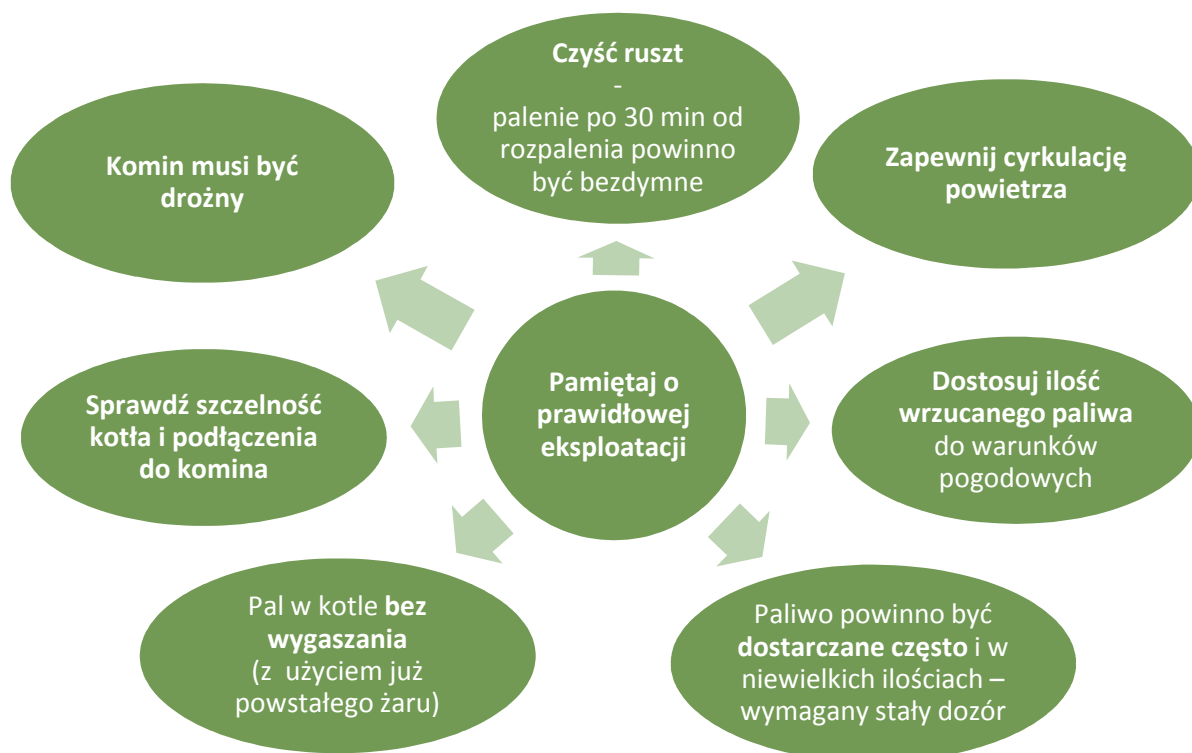 Czyść ruszt
-
palenie po 30 min od
rozpalenia powinno
być bezdymne
Komin musi być
drożny
Zapewnij cyrkulację
powietrza
Pamiętaj o
prawidłowej
eksploatacji
Sprawdź szczelność
kotła i podłączenia
do komina
Dostosuj ilość
wrzucanego paliwa
do warunków
pogodowych
Pal w kotle bez
wygaszania
(z użyciem już
powstałego żaru)
Paliwo powinno być
dostarczane często i w
niewielkich ilościach –
wymagany stały dozór